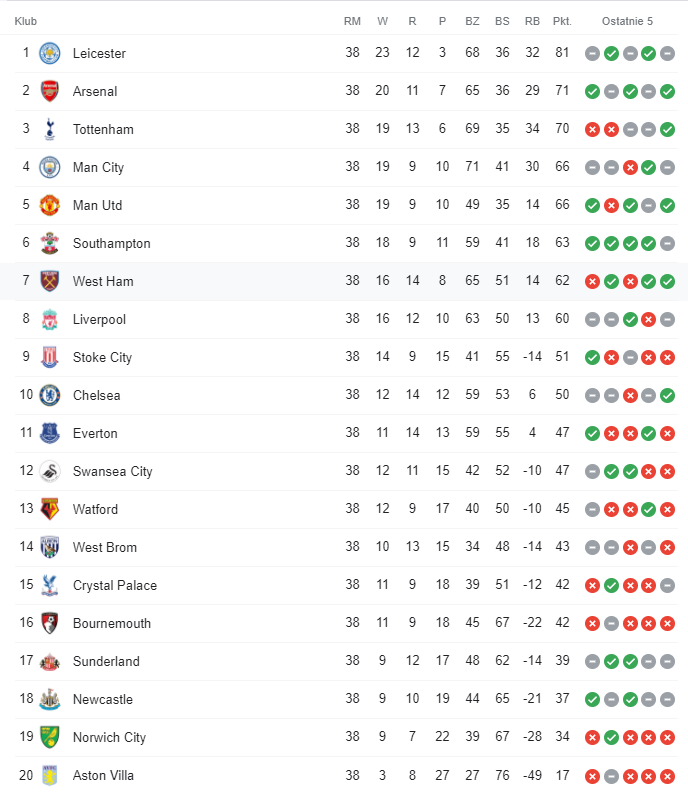 Klub RM W R P BZ BS RB Pkt. Ostatnie 5
1 Leicester 38 23 12 3 68 36 32 81
2 Arsenal 38 20 11 7 65 36 29 71
3 Tottenham 38 19 13 6 69 35 34 70
4 Man City 38 19 9 10 71 41 30 66
5 Man Utd 38 19 9 10 49 35 14 66
6 Southampton 38 18 9 11 59 41 18 63
7 West Ham 38 16 14 8 65 51 14 62
8 Liverpool 38 16 12 10 63 50 13 60
9 Stoke City 38 14 9 15 41 55 -14 51
10 Chelsea 38 12 14 12 59 53 6 50
11 Everton 38 11 14 13 59 55 4 47
12 Swansea City 38 12 11 15 42 52 -10 47
13 Watford 38 12 9 17 40 50 -10 45
14 West Brom 38 10 13 15 34 48 -14 43
15 Crystal Palace 38 11 9 18 39 51 -12 42
16 Bournemouth 38 11 9 18 45 67 -22 42
17 Sunderland 38 9 12 17 48 62 -14 39
18 Newcastle 38 9 10 19 44 65 -21 37
19 Norwich City 38 9 7 22 39 67 -28 34
20 Aston Villa 38 3 8 27 27 76 -49 17